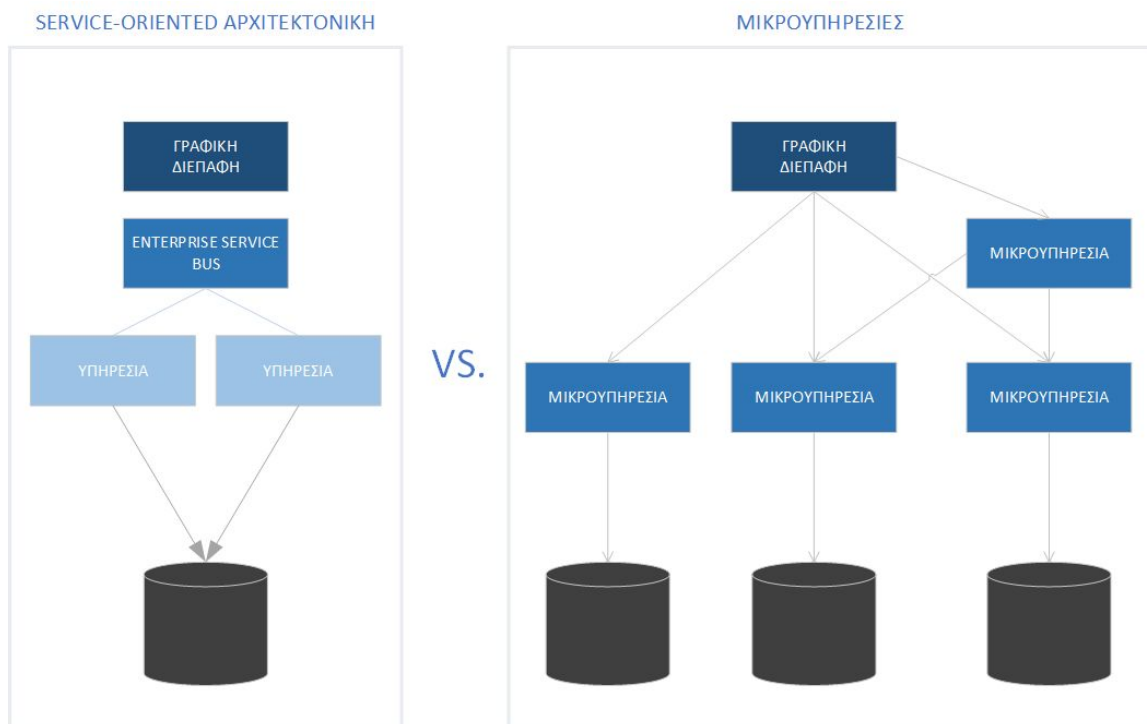 SERVICE-ORIENTED ΑΡΧΙΤΕΚΤΟΝΙΚΗ
ΓΡΑΦΙΚΗ
ΔΙΕΠΑΦΗ
ENTERPRISE SERVICE
BUS
ΥΠΗΡΕΣΙΑ
ΥΠΗΡΕΣΙΑ
VS.
ΜΙΚΡΟΥΠΗΡΕΣΙΕΣ
ΓΡΑΦΙΚΗ
ΔΙΕΠΑΦΗ
ΜΙΚΡΟΥΠΗΡΕΣΙΑ
ΜΙΚΡΟΥΠΗΡΕΣΙΑ
ΜΙΚΡΟΥΠΗΡΕΣΙΑ
ΜΙΚΡΟΥΠΗΡΕΣΙΑ